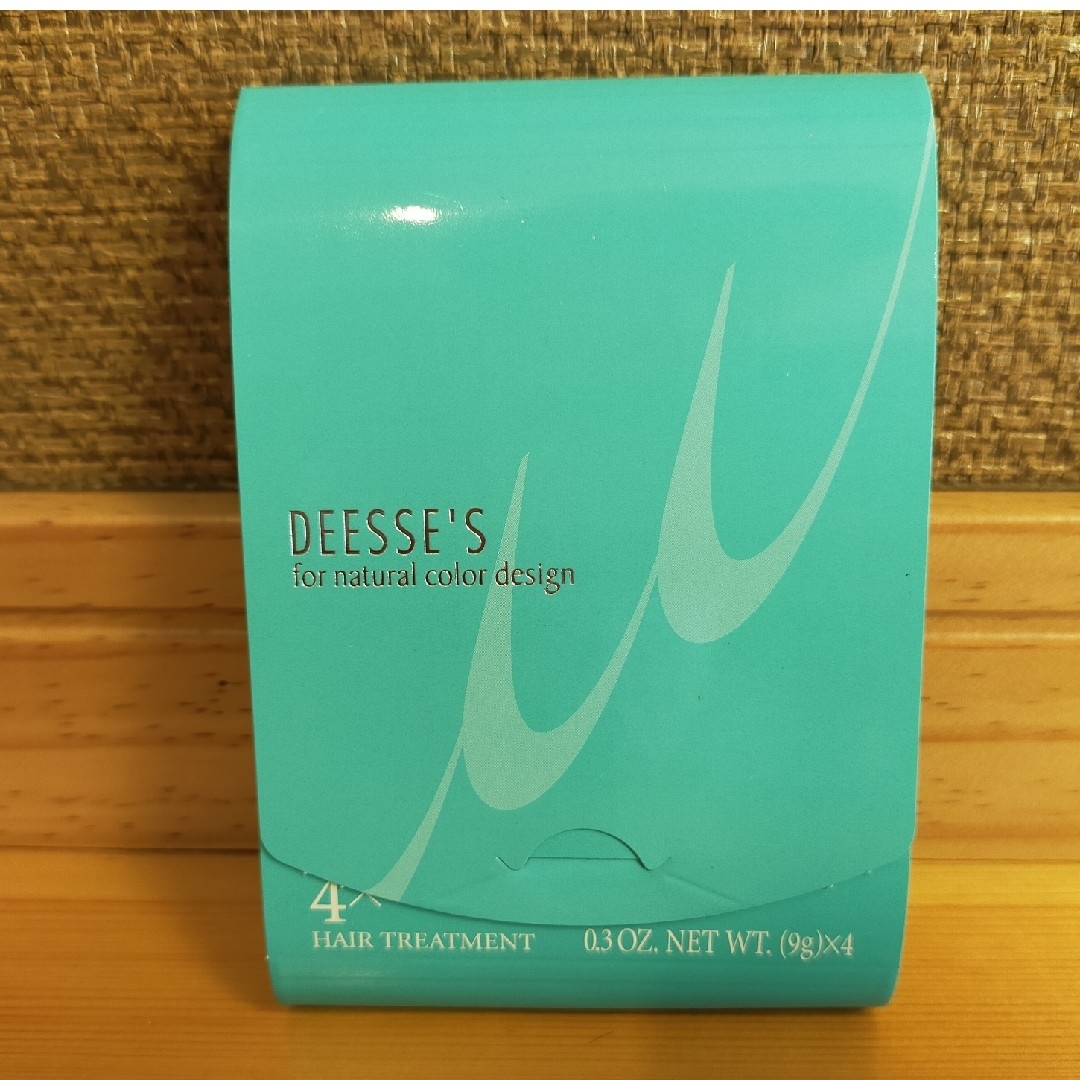 DEESSE'S
for natural color design
4×
HAIR TREATMENT
0.3 OZ. NET WT. (9g)×4